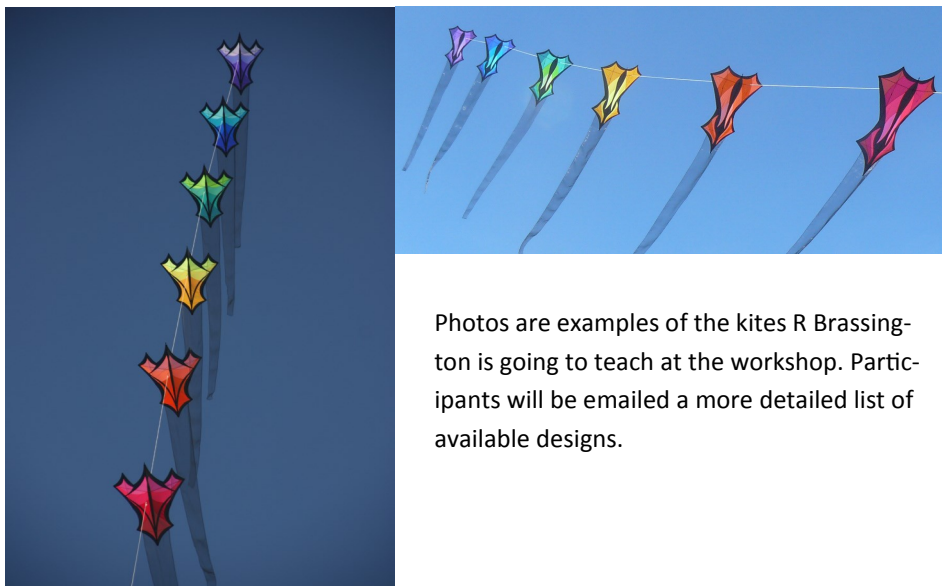 Photos are examples of the kites R Brassing-
ton is going to teach at the workshop. Partic-
ipants will be emailed a more detailed list of
available designs.